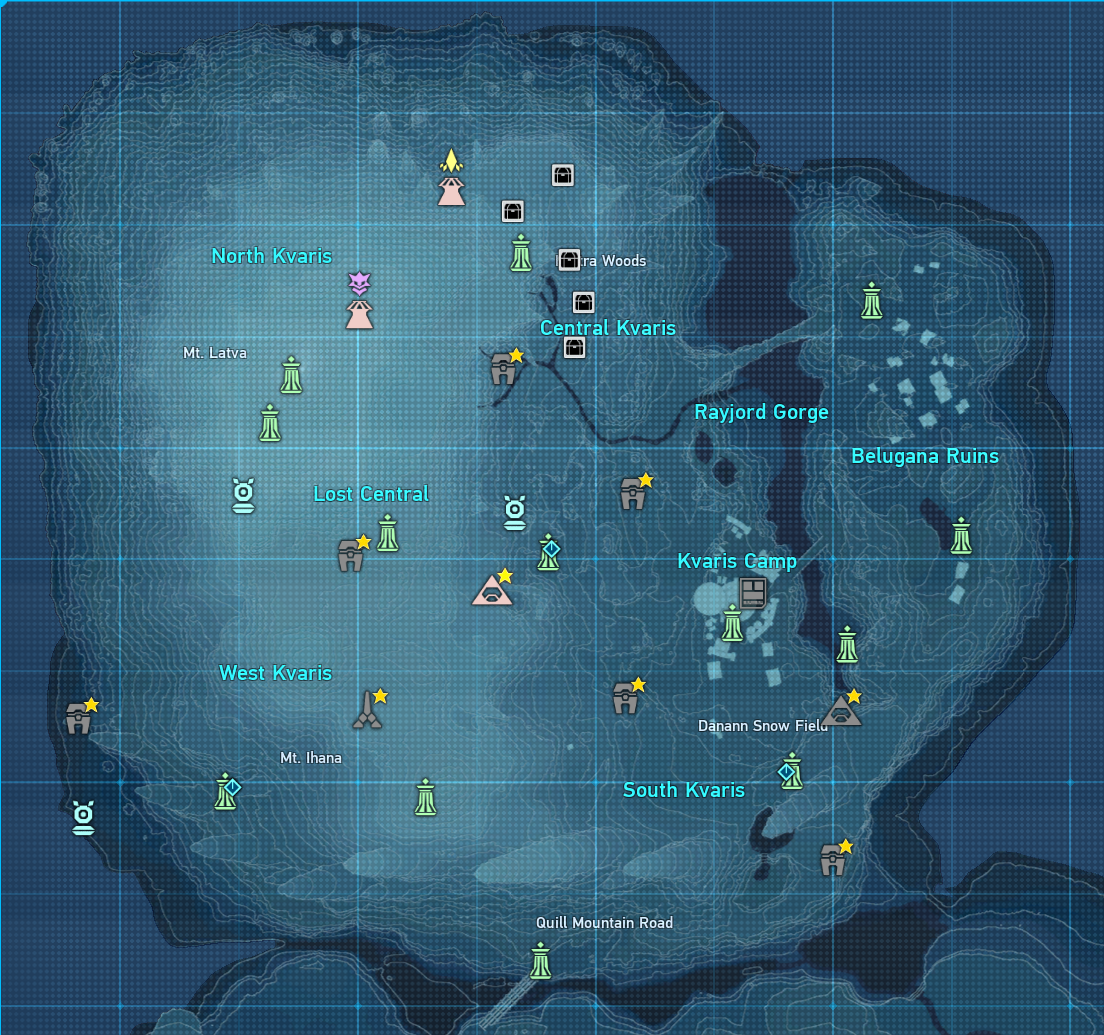 North Kvaris
tra Woods
Central Kvaris
Mt. Latva
Rayjord Gorge
Belugana Ruins
Lost Central
Kvaris Camp
West Kvaris
Danann Snow Field
Mt. Ihana
South Kvaris
Quill Mountain Road